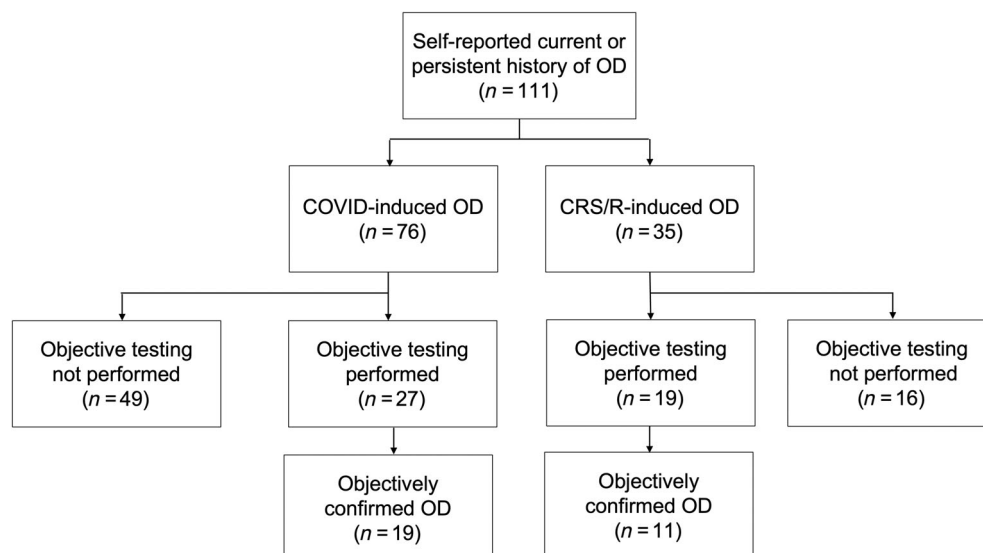 Self-reported current or
persistent history of OD
(n = 111)
COVID-induced OD
(n = 76)
CRS/R-induced OD
(n = 35)
Objective testing
not performed
(n = 49)
Objective testing
performed
(n = 27)
Objective testing
performed
(n = 19)
Objective testing
not performed
(n = 16)
Objectively
confirmed OD
(n = 19)
Objectively
confirmed OD
(n = 11)